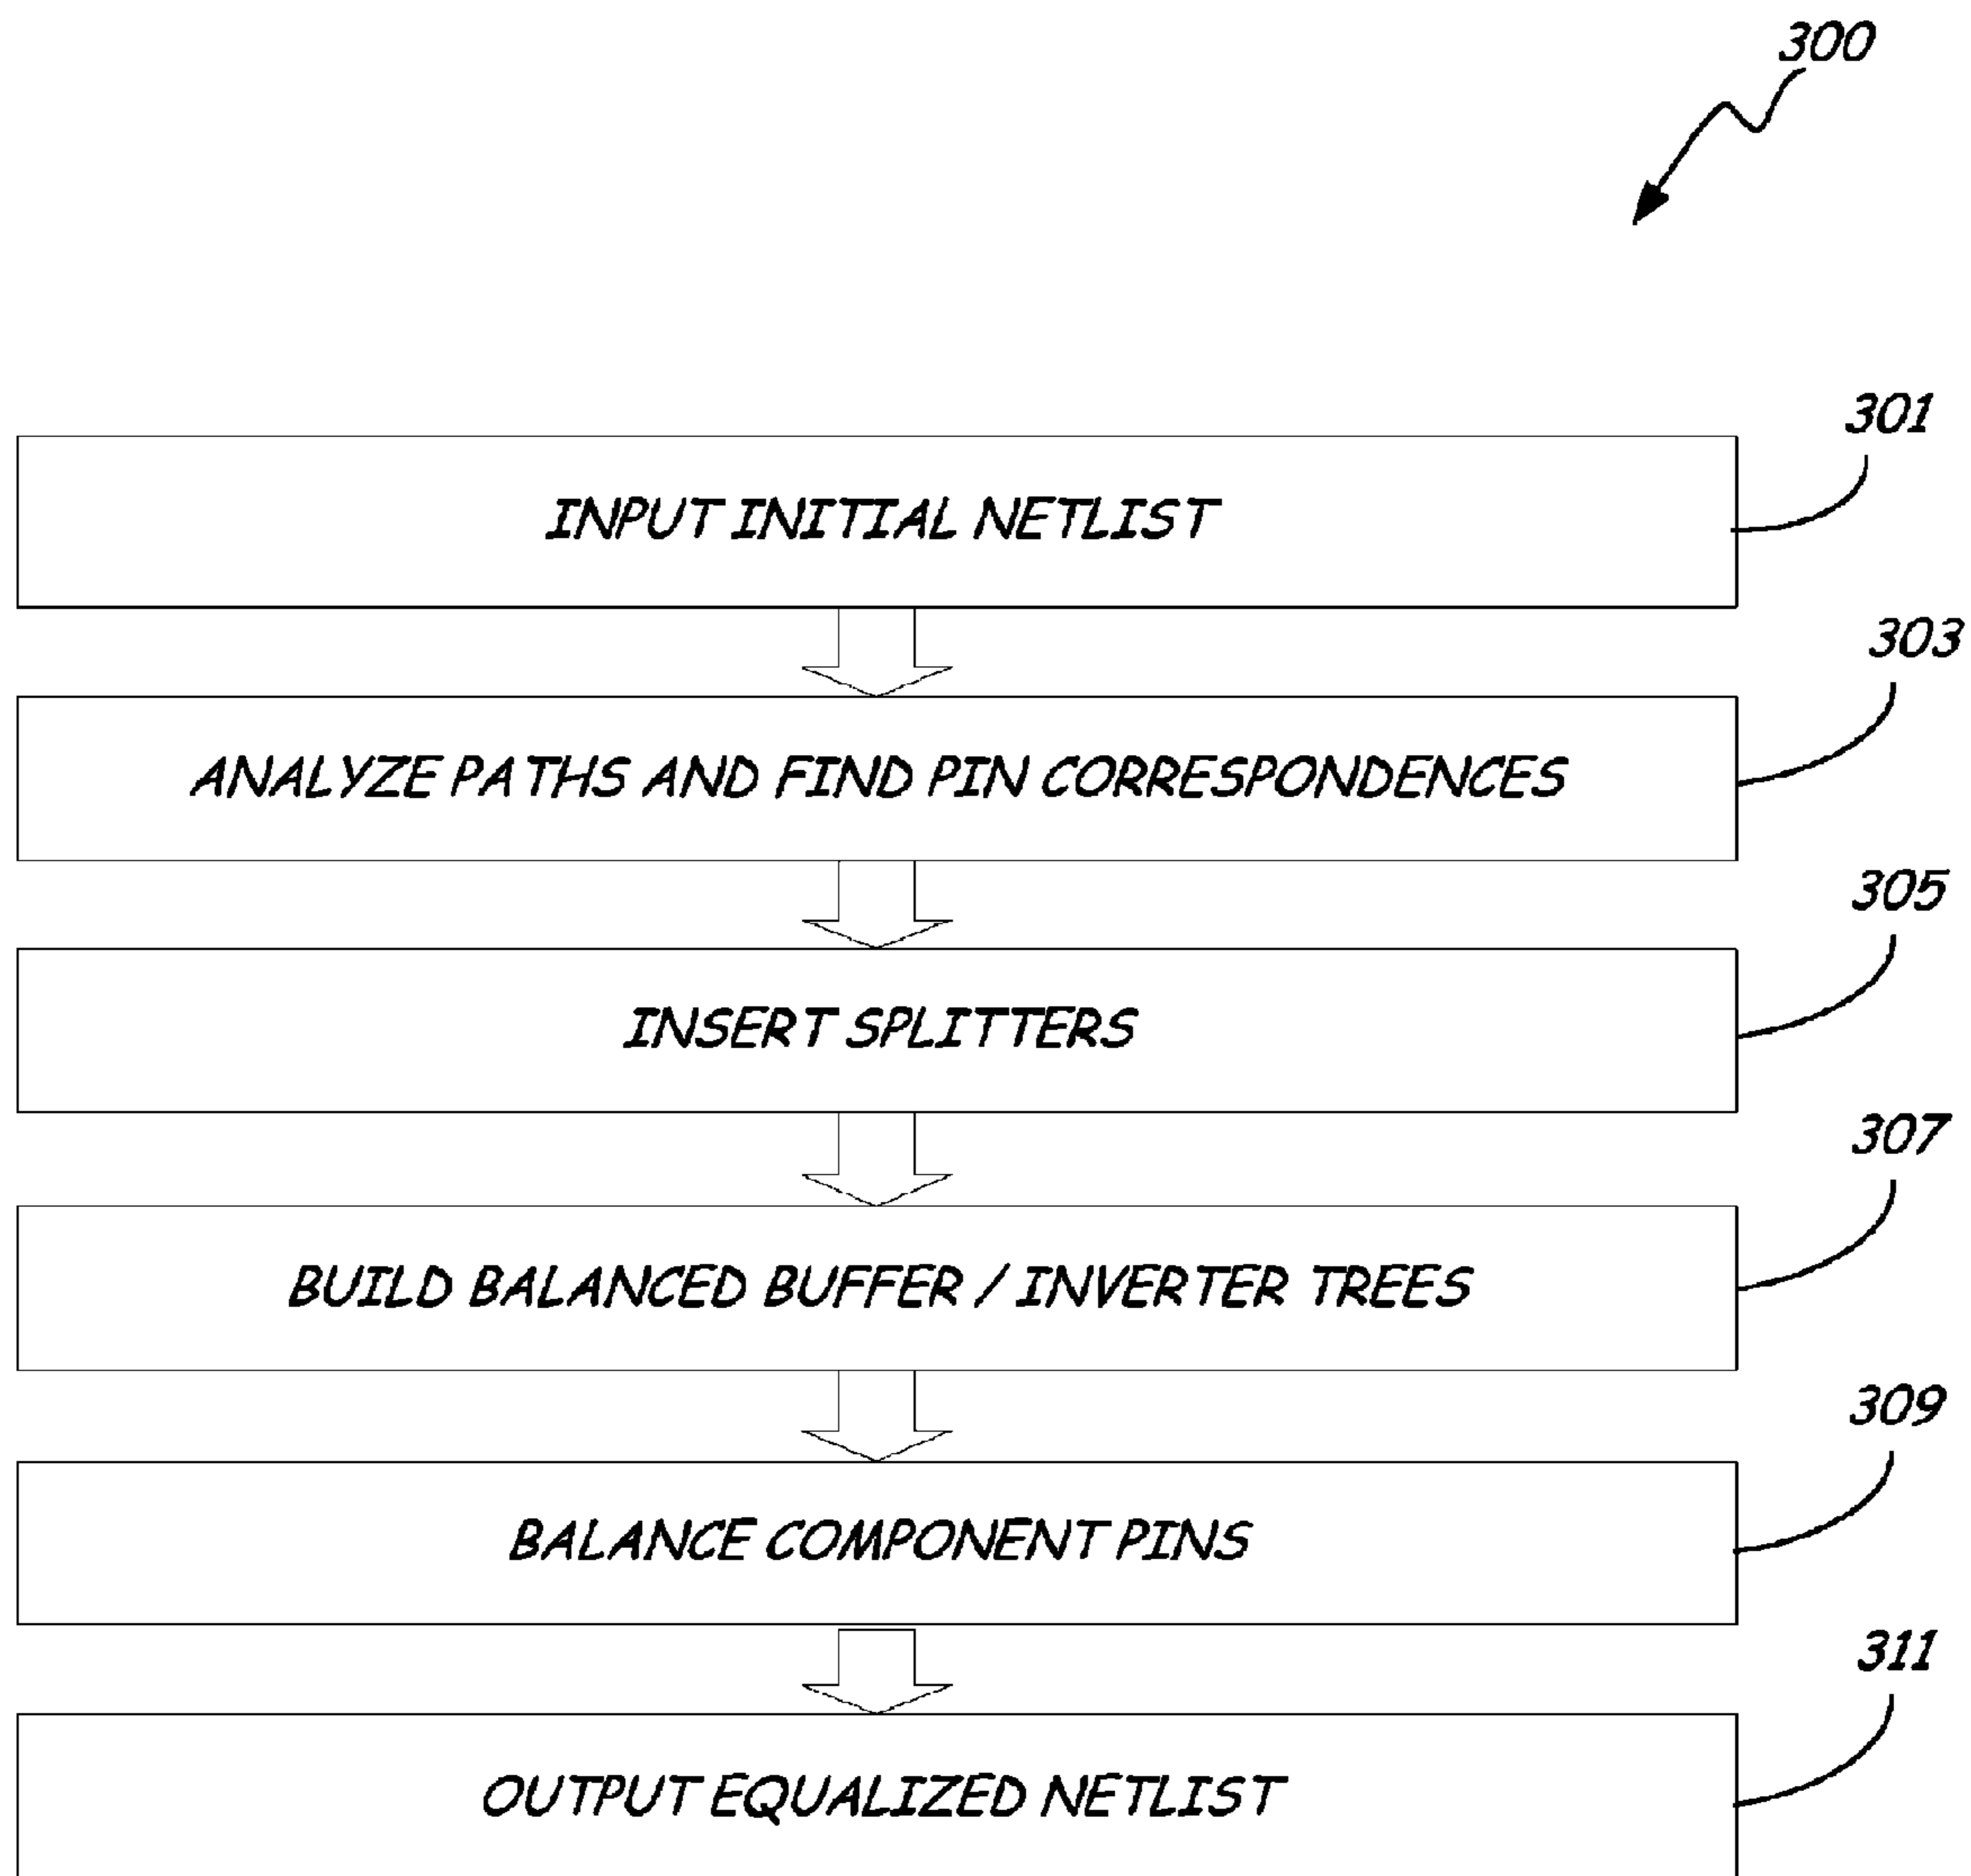 300
301
INPUT INITIAL NETLIST
303
ANALYZE PATHS AND FIND PIN CORRESPONDENCES
305
INSERT SPLITTERS
307
BUILD BALANCED BUFFER / INVERTER TREES
309
BALANCE COMPONENT PINS
311
OUTPUT EQUALIZED NETLIST